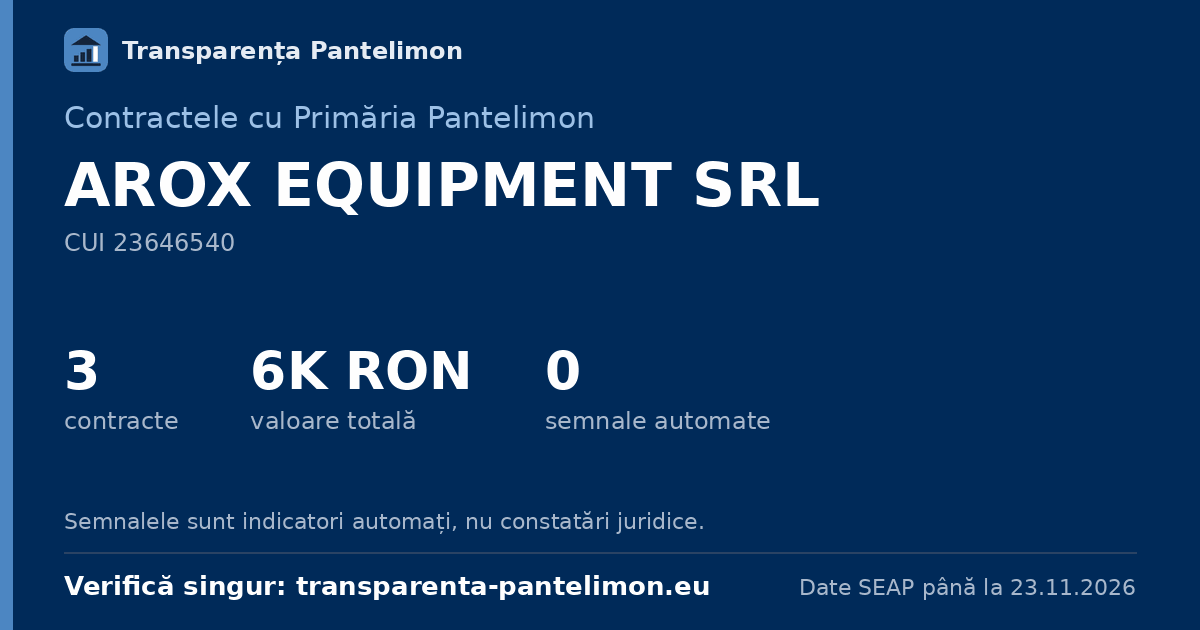 Transparența Pantelimon
Contractele cu Primăria Pantelimon
AROX EQUIPMENT SRL
CUI 23646540
3
contracte
6K RON
valoare totală
0
semnale automate
Semnalele sunt indicatori automați, nu constatări juridice.
Verifică singur: transparenta-pantelimon.eu
Date SEAP până la 23.11.2026